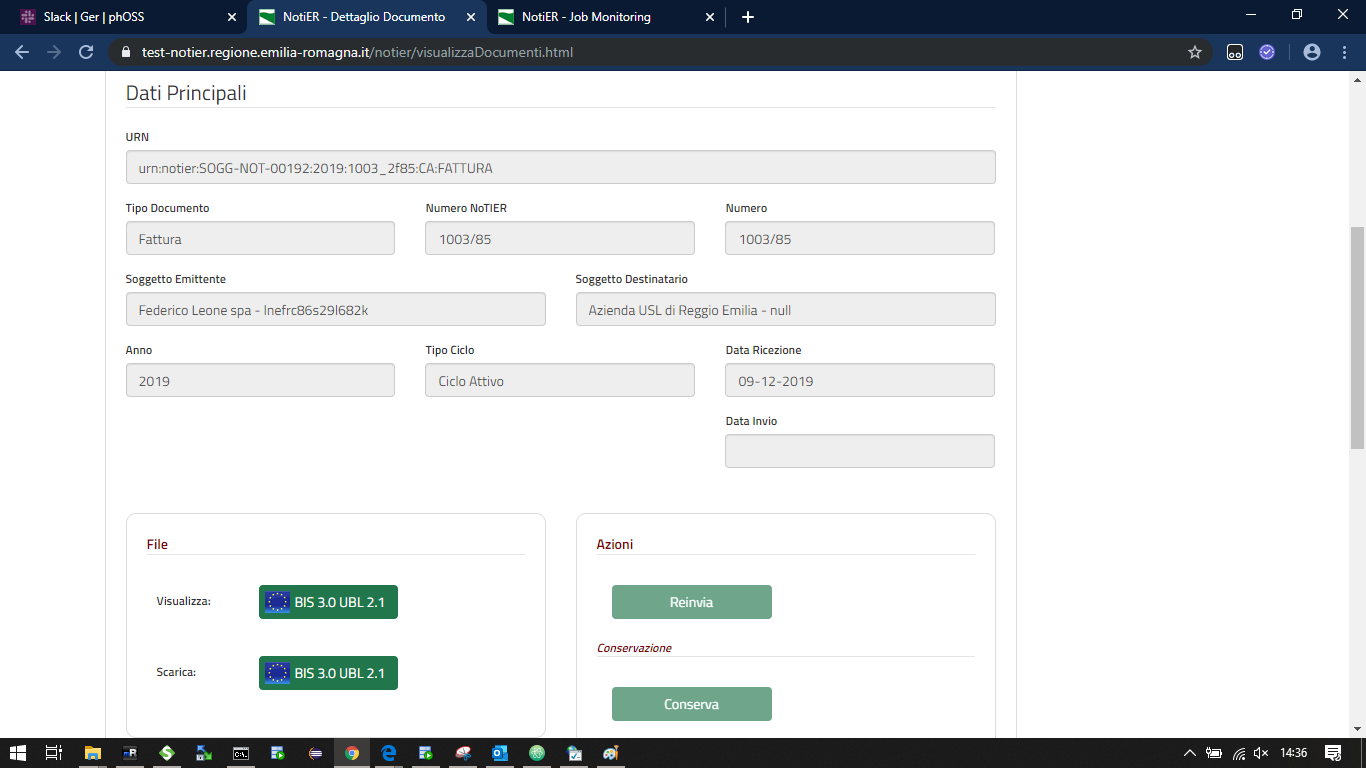 Slack | Ger | phOSS
NotiER - Dettaglio Documento
NotiER - Job Monitoring
test-notier.regione.emilia-romagna.it/notier/visualizzaDocumenti.html
Dati Principali
URN
urn:notier:SOGG-NOT-00192:2019:1003_2f85:CA:FATTURA
Tipo Documento Numero NoTIER Numero
Fattura 1003/85 1003/85
Soggetto Emittente Soggetto Destinatario
Federico Leone spa - lnefrc86s29l682k Azienda USL di Reggio Emilia - null
Anno Tipo Ciclo Data Ricezione
2019 Ciclo Attivo 09-12-2019
Data Invio
File
Visualizza: BIS 3.0 UBL 2.1
Scarica: BIS 3.0 UBL 2.1
Azioni
Reinvia
Conservazione
Conserva
14:36